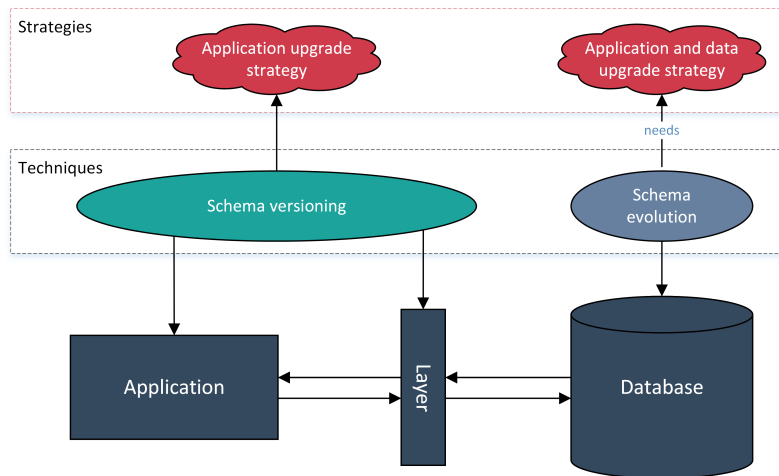 Strategies
Application upgrade
strategy
Application and data
upgrade strategy
needs
Techniques
Schema versioning
Schema
evolution
Application
Layer
Database